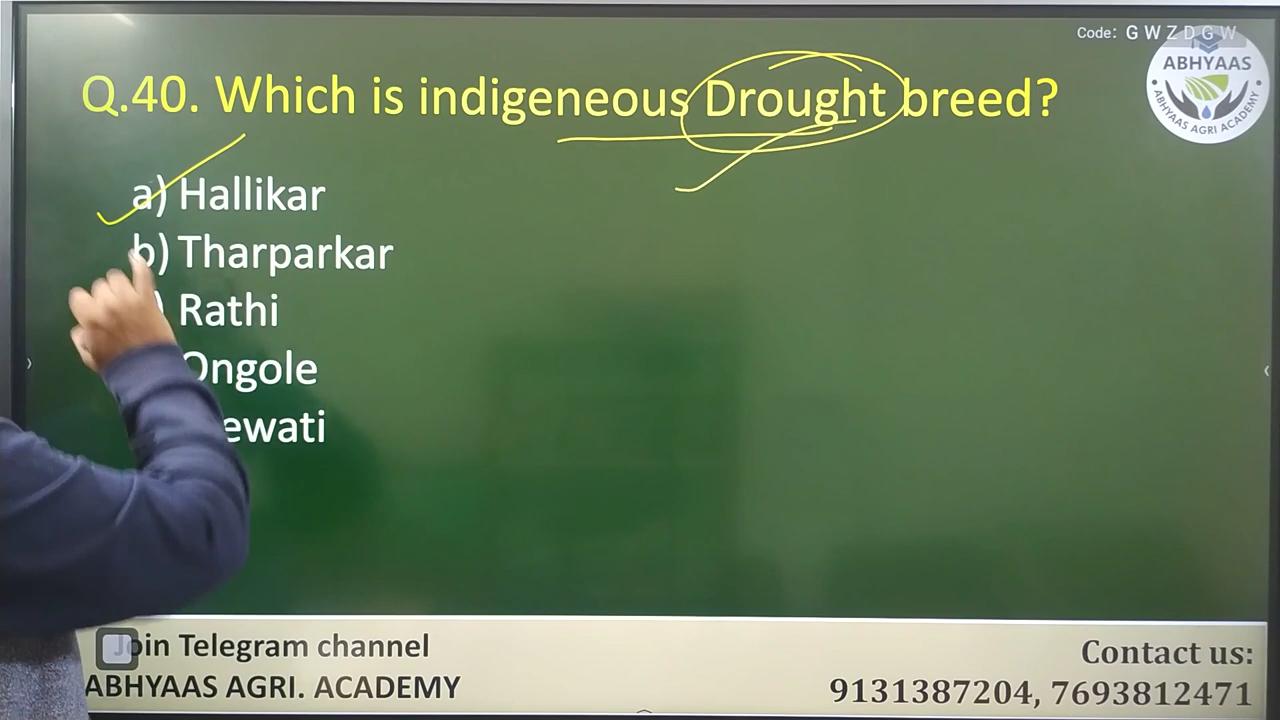 Code: G W Z D G W
ABHYAAS
ABHYAAS AGRI ACADEMY
Q.40. Which is indigeneous Drought breed?
a) Hallikar
b) Tharparkar
) Rathi
Ongole
ewati
Join Telegram channel
ABHYAAS AGRI. ACADEMY
Contact us:
9131387204, 7693812471